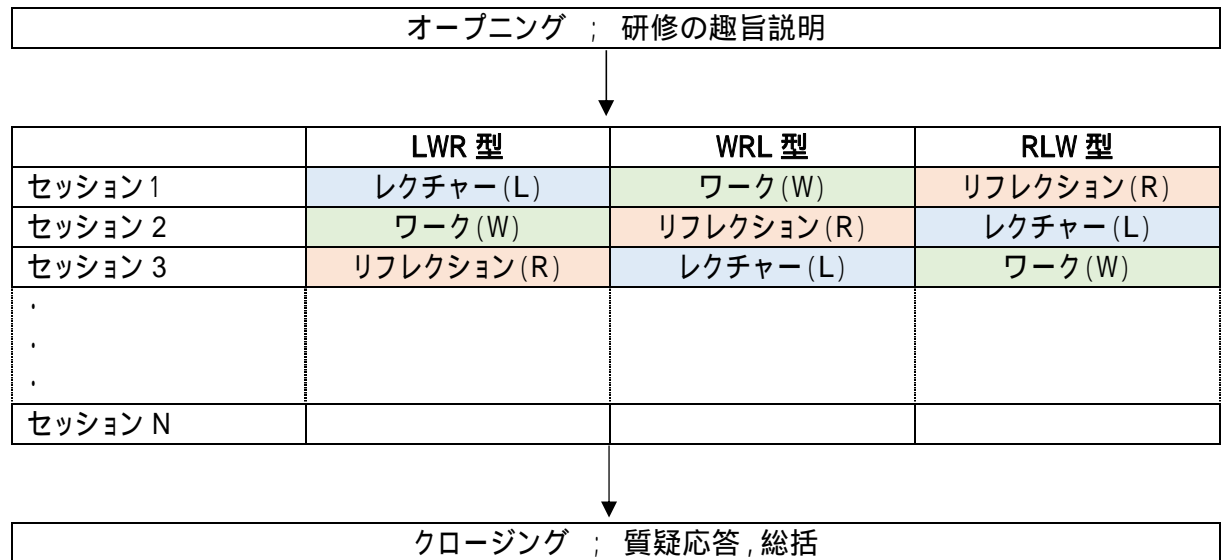 オープニング ; 研修の趣旨説明
LWR 型 WRL 型 RLW 型
セッション1 レクチャー(L) ワーク(W) リフレクション(R)
セッション 2 ワーク(W) リフレクション(R) レクチャー(L)
セッション 3 リフレクション(R) レクチャー(L) ワーク(W)
・
・
・
セッション N
クロージング ; 質疑応答,総括